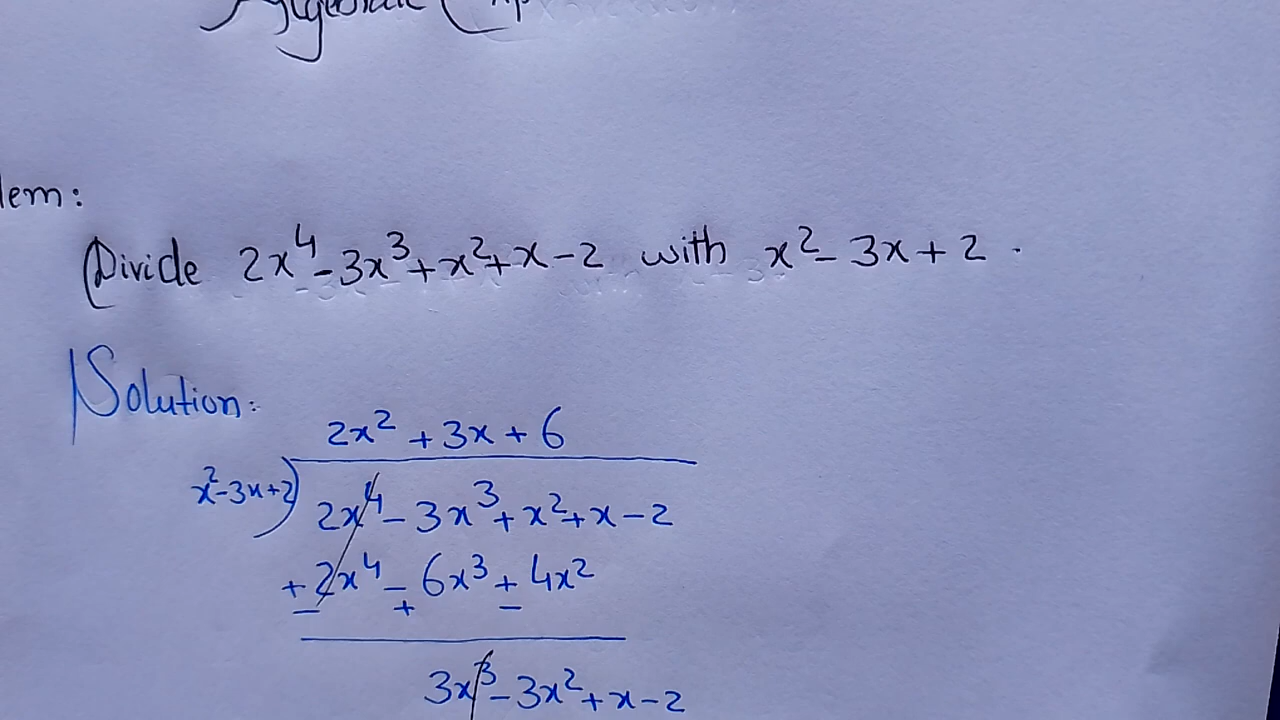 Divide 2x⁴-3x³+x²+x-2 with x²-3x+2.
Solution:
2x²+3x+6
x²-3x+2)2x⁴-3x³+x²+x-2
+2x⁴-6x³+4x²
- + -
3x³-3x²+x-2